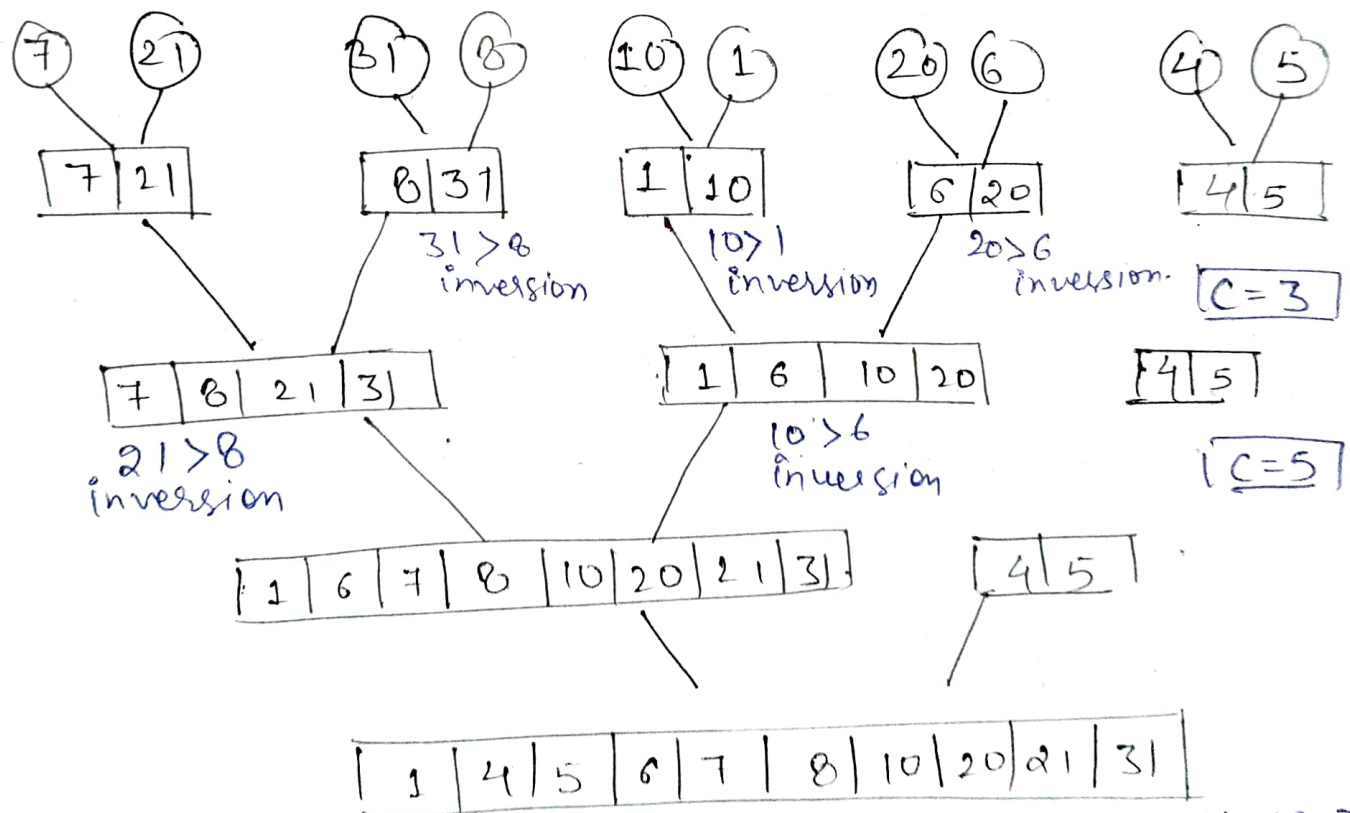 7 21 31 8 10 1 20 6 4 5
7 21 8 31 1 10 6 20 4 5
31 > 8 10 > 1 20 > 6
inversion inversion inversion.
C = 3
7 8 21 31 1 6 10 20 4 5
21 > 8 10 > 6
inversion inversion
C = 5
1 6 7 8 10 20 21 31 4 5
1 4 5 6 7 8 10 20 21 31